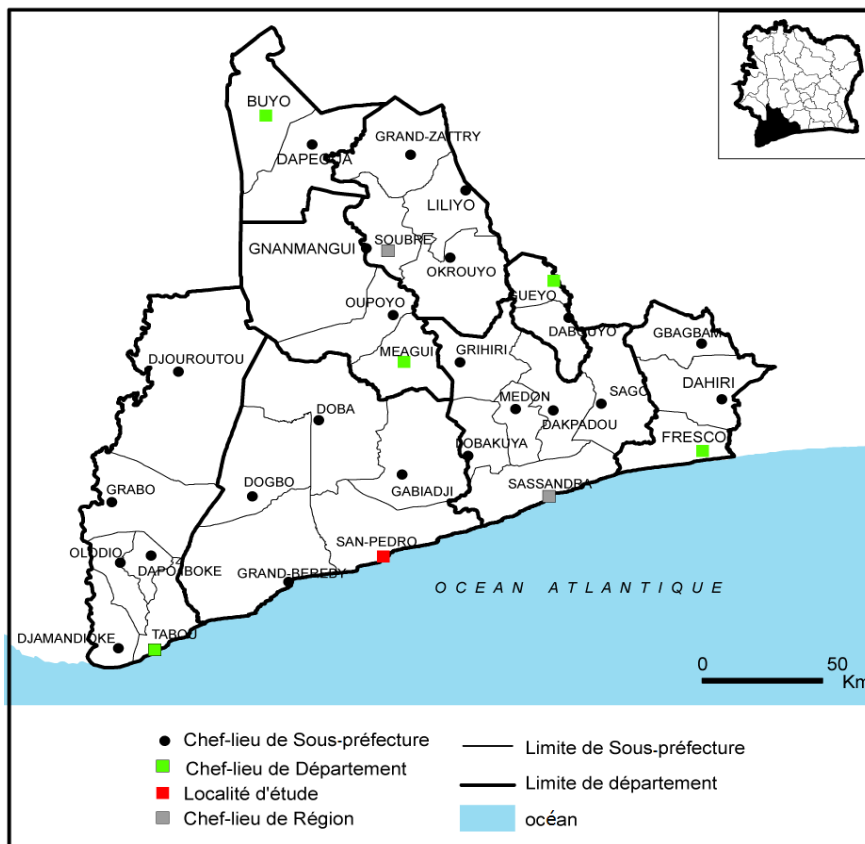 BUYO
DAPEOUA
GRAND-ZATTRY
LILIYO
SOUBRE
GNANMANGUI
OKROUYO
GUEYO
OUPOYO
DABOUYO
GBAGBAM
MEAGUI
GRIHIRI
DJOUROUTOU
DAHIRI
MEDON
SAGO
DOBA
DAKPADOU
FRESCO
DOBAKUYA
DOGBO
GABIADJI
SASSANDRA
GRABO
SAN-PEDRO
OLODIO
DAPO-IBOKE
GRAND-BEREBY
OCEAN ATLANTIQUE
DJAMANDIOKE
TABOU
0 50
Km
Chef-lieu de Sous-préfecture
Chef-lieu de Département
Localité d'étude
Chef-lieu de Région
Limite de Sous-préfecture
Limite de département
océan